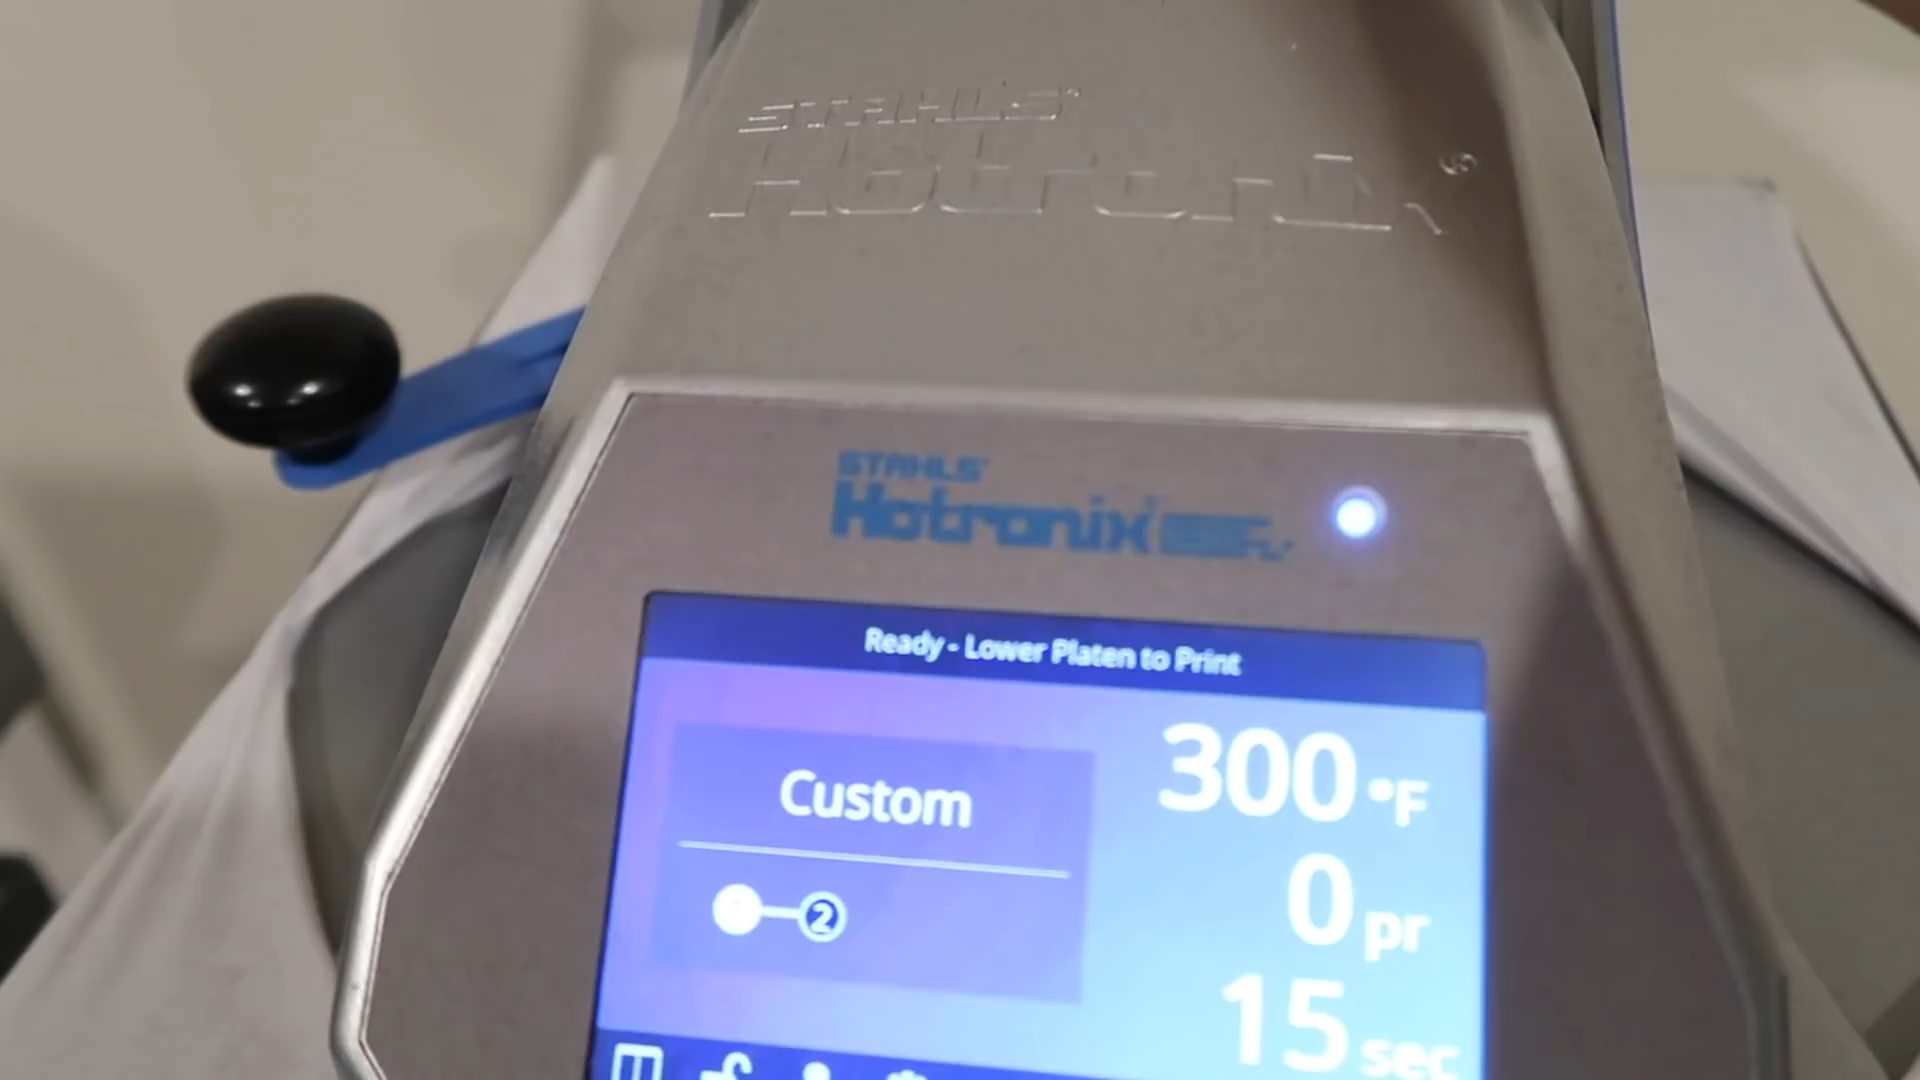 STAHLS'
Hotronix®
STAHLS'
Hotronix
Ready - Lower Platen to Print
Custom
300 °F
2
0 pr
15 sec